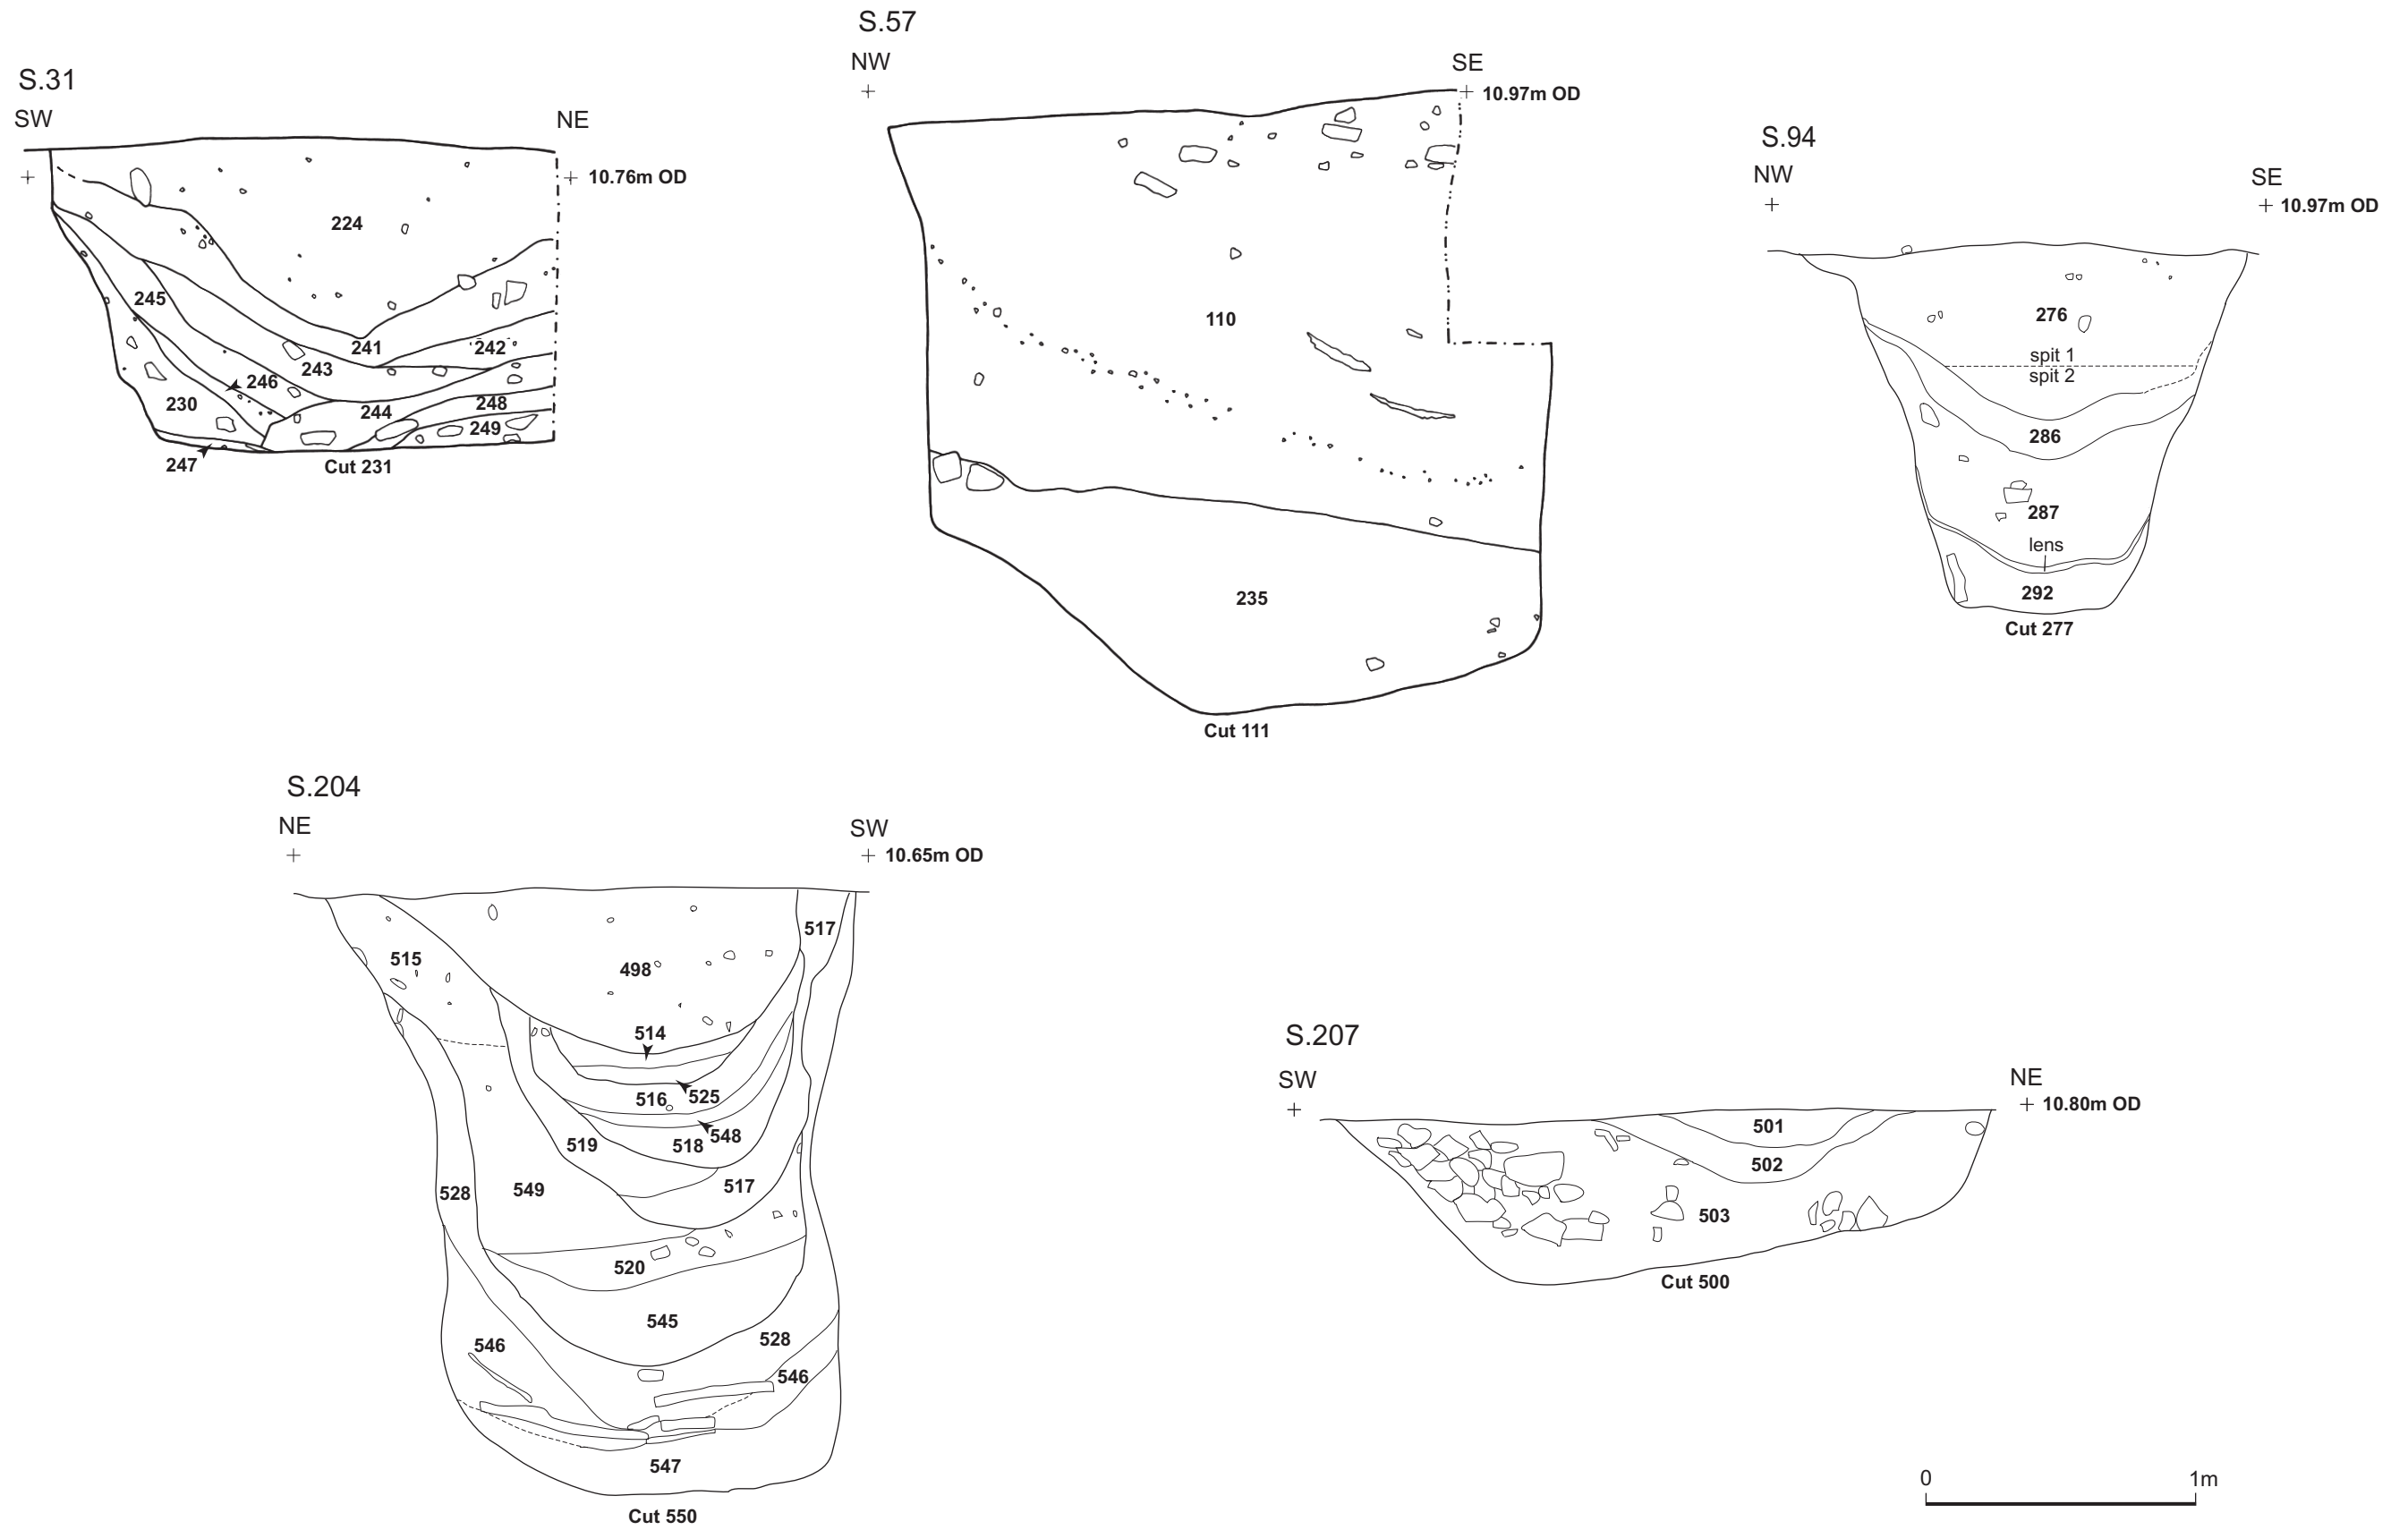 S.31
SW
NE
10.76m OD
224
245
241
242
243
246
230
244
248
249
247
Cut 231
S.57
NW
SE
10.97m OD
110
235
Cut 111
S.94
NW
SE
10.97m OD
276
spit 1
spit 2
286
287
lens
292
Cut 277
S.204
NE
SW
10.65m OD
517
515
498
514
516
525
548
519
518
517
528
549
520
545
528
546
546
547
Cut 550
S.207
SW
NE
10.80m OD
501
502
503
Cut 500
0
1m